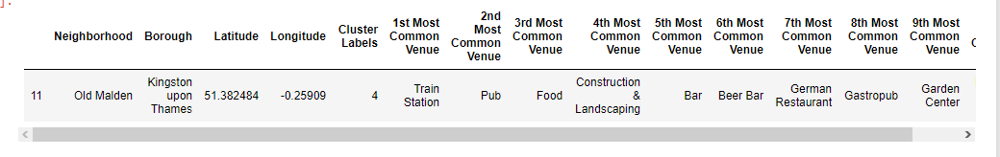 ].
Neighborhood Borough Latitude Longitude Cluster Labels 1st Most Common Venue 2nd Most Common Venue 3rd Most Common Venue 4th Most Common Venue 5th Most Common Venue 6th Most Common Venue 7th Most Common Venue 8th Most Common Venue 9th Most Common Venue
11 Old Malden Kingston upon Thames 51.382484 -0.25909 4 Train Station Pub Food Construction & Landscaping Bar Beer Bar German Restaurant Gastropub Garden Center